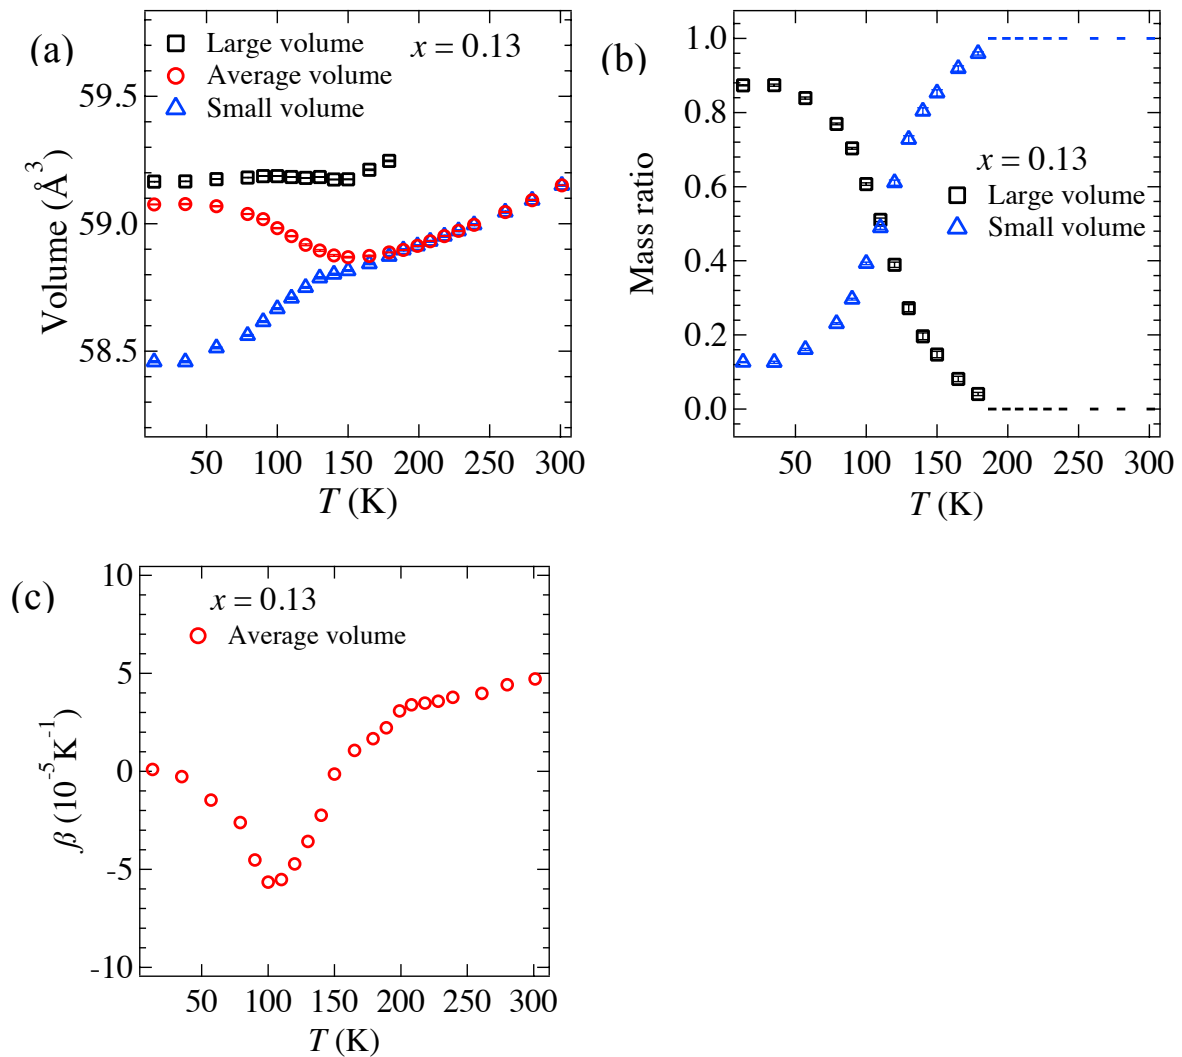 (a)
Large volume
x = 0.13
Average volume
Small volume
59.5
59.0
58.5
Volume (Å³)
50 100 150 200 250 300
T (K)
(b)
1.0
0.8
0.6
0.4
0.2
0.0
Mass ratio
x = 0.13
Large volume
Small volume
50 100 150 200 250 300
T (K)
(c)
10
5
0
-5
-10
β (10⁻⁵K⁻¹)
x = 0.13
Average volume
50 100 150 200 250 300
T (K)